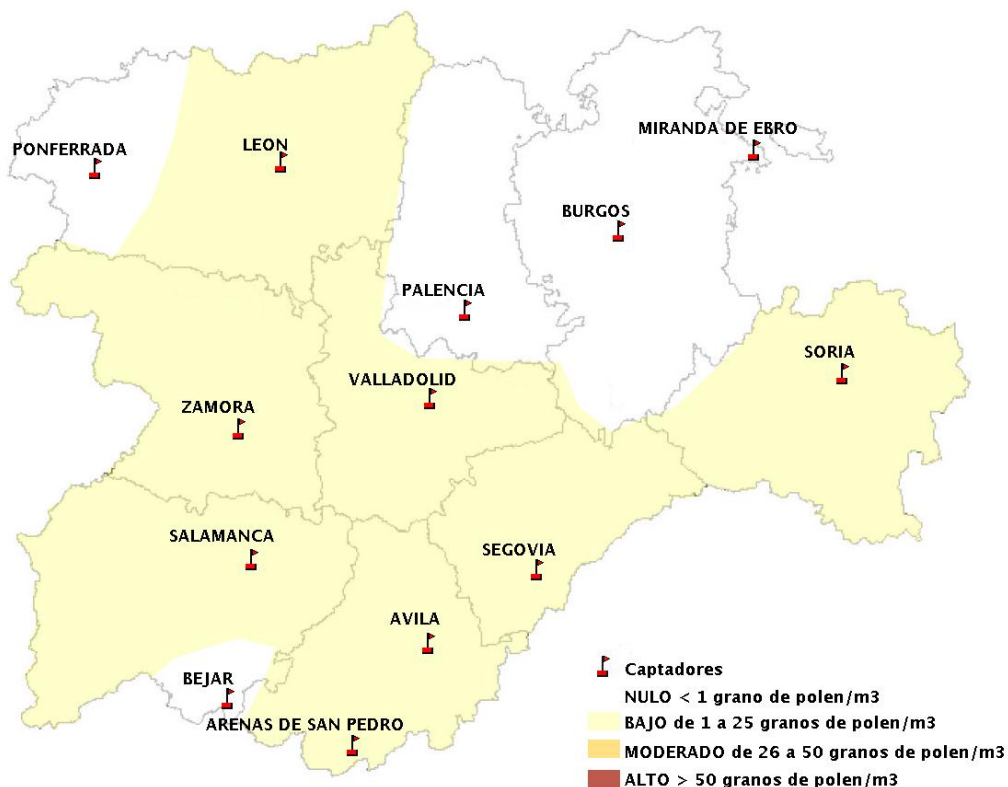 MIRANDA DE EBRO
PONFERRADA
LEON
BURGOS
PALENCIA
SORIA
VALLADOLID
ZAMORA
SALAMANCA
SEGOVIA
AVILA
BEJAR
ARENAS DE SAN PEDRO
Captadores
NULO < 1 grano de polen/m3
BAJO de 1 a 25 granos de polen/m3
MODERADO de 26 a 50 granos de polen/m3
ALTO > 50 granos de polen/m3